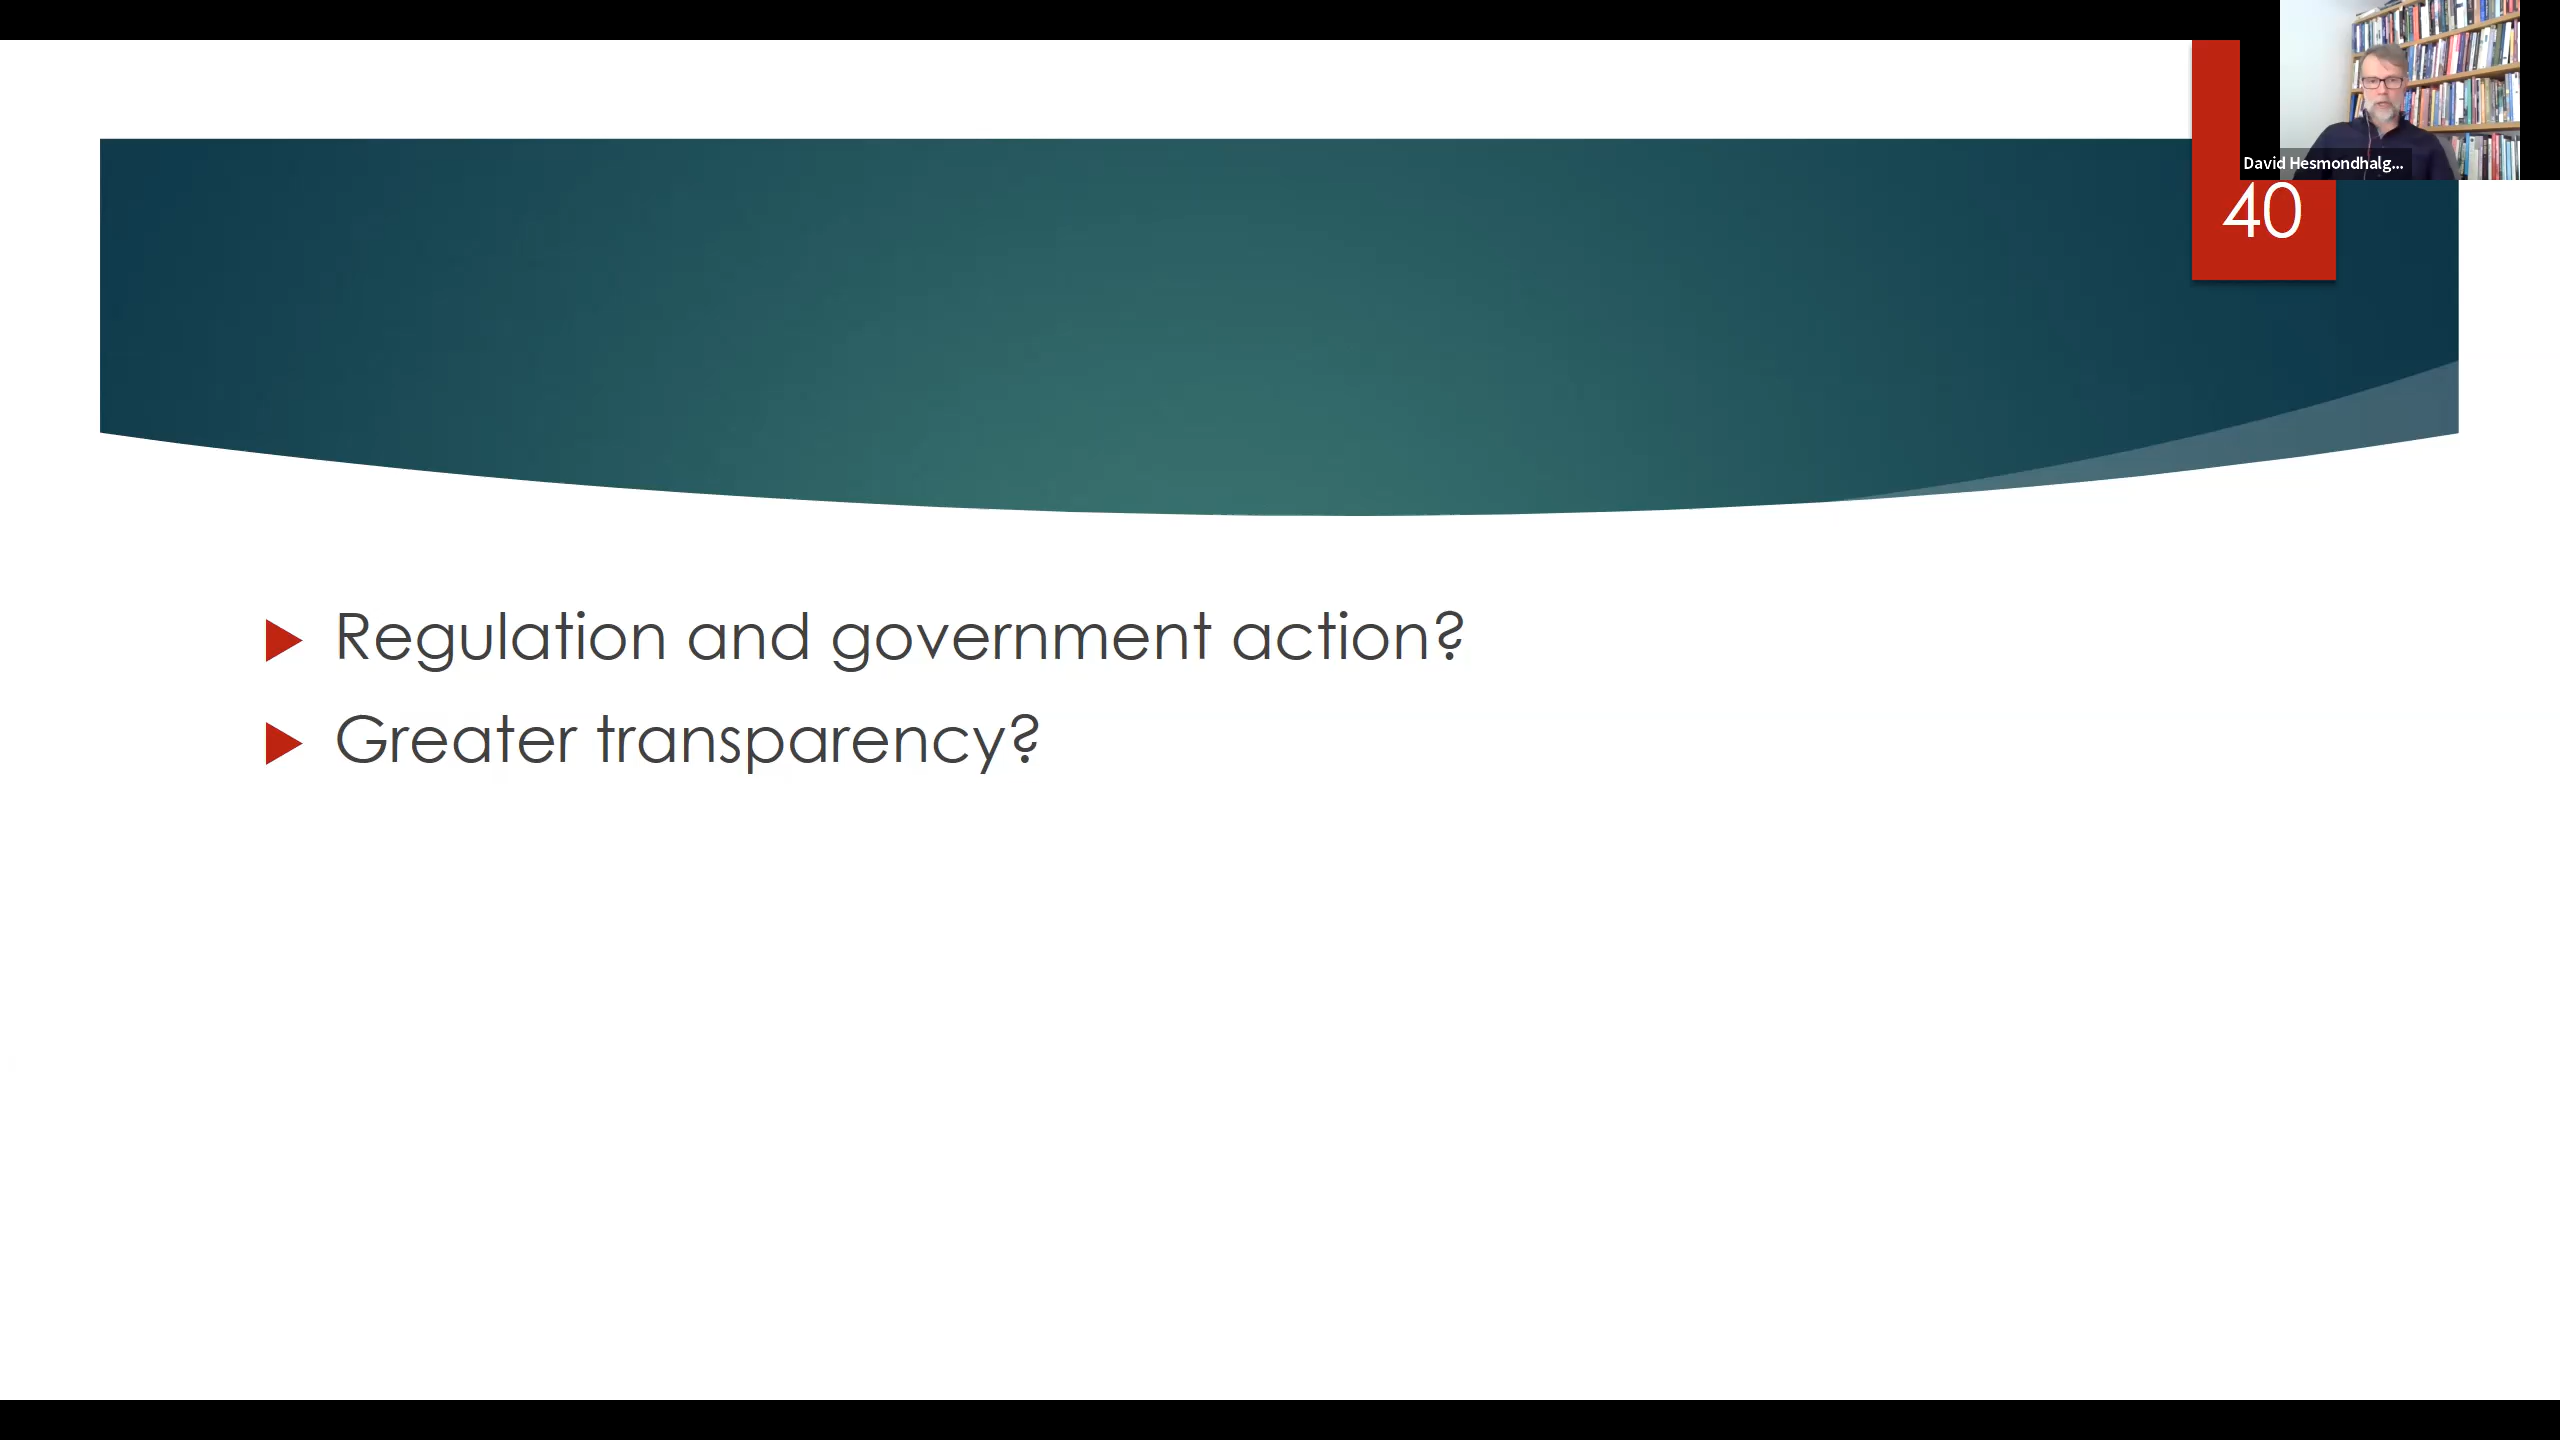 David Hesmondhalg...
40
Regulation and government action?
Greater transparency?